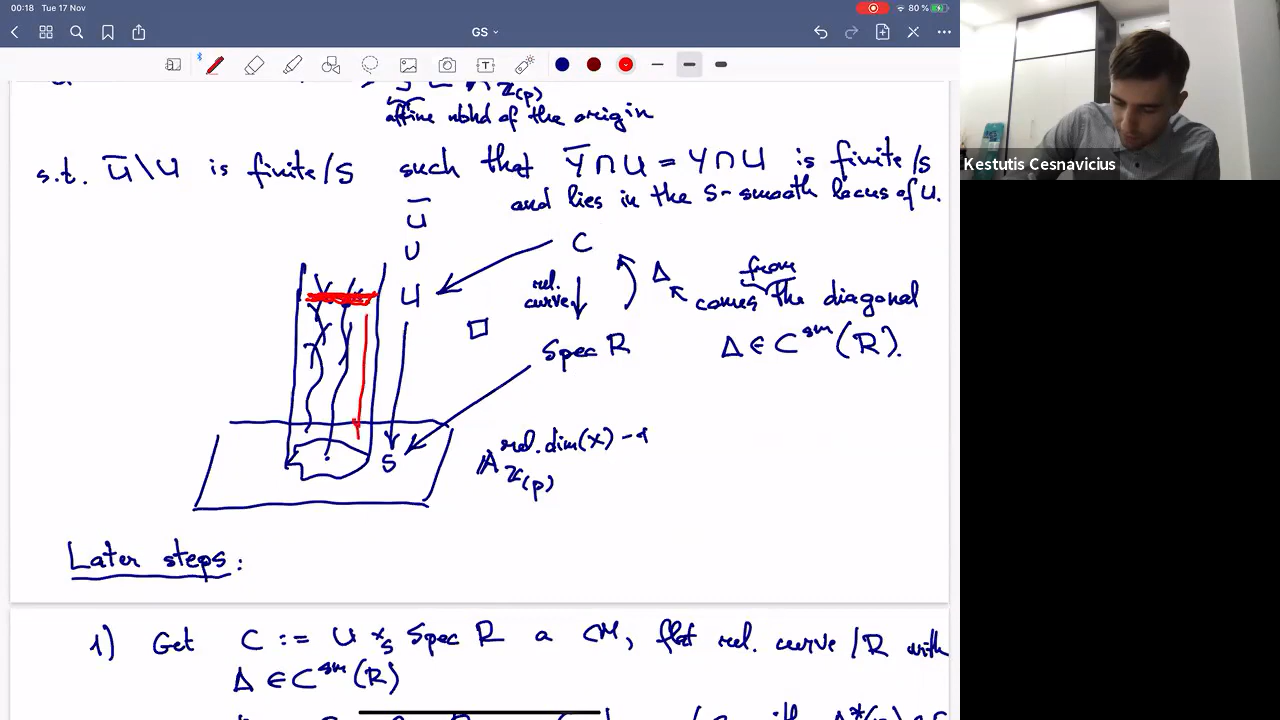 00:18 Tue 17 Nov
80 %
GS
Kestutis Cesnavicius
ℤ(p)
affine nbhd of the origin
s.t. U̅\U is finite/S such that Y̅∩U = Y∩U is finite/S
and lies in the S-smooth locus of U.
U̅
∪
U
C
rel. curve
Δ
comes from the diagonal
Δ ∈ C^sm(R).
□
Spec R
S
𝔸^{rel.dim(X)-1}_{ℤ(p)}
Later steps:
1) Get C := U ×_S Spec R a CM, flat rel. curve /R with
Δ ∈ C^sm(R)